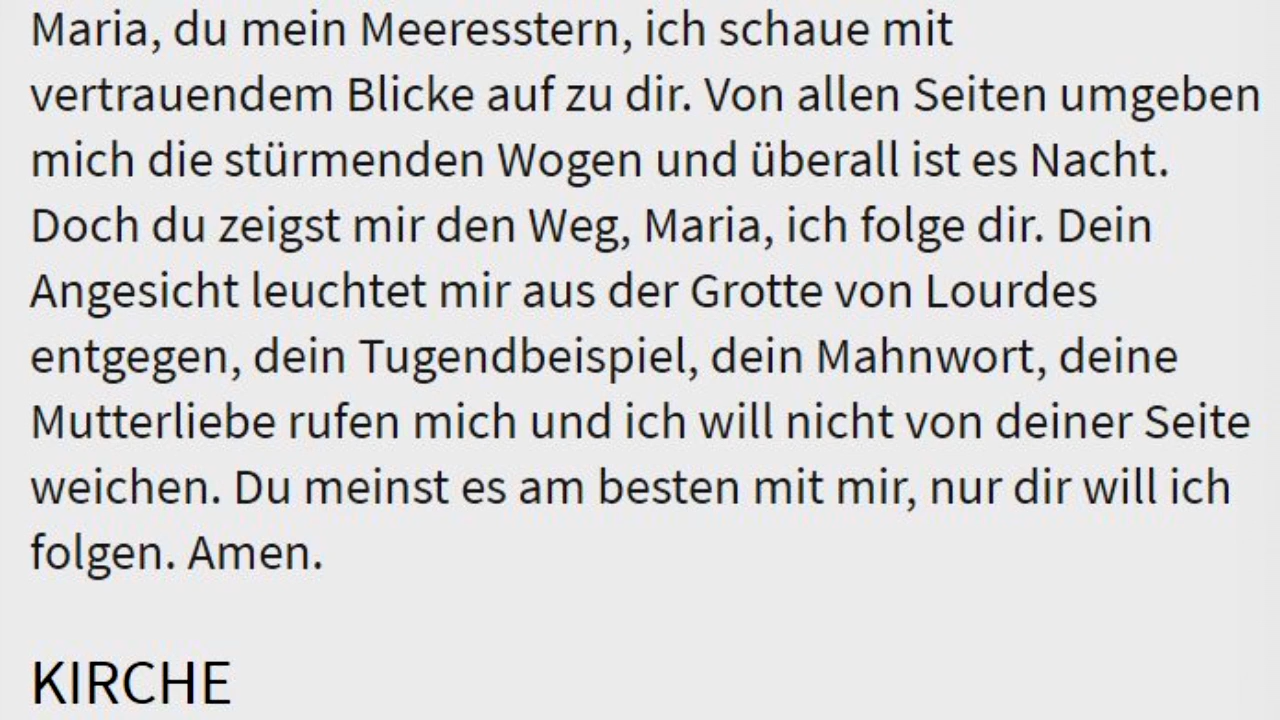 Maria, du mein Meeresstern, ich schaue mit
vertrauendem Blicke auf zu dir. Von allen Seiten umgeben
mich die stürmenden Wogen und überall ist es Nacht.
Doch du zeigst mir den Weg, Maria, ich folge dir. Dein
Angesicht leuchtet mir aus der Grotte von Lourdes
entgegen, dein Tugendbeispiel, dein Mahnwort, deine
Mutterliebe rufen mich und ich will nicht von deiner Seite
weichen. Du meinst es am besten mit mir, nur dir will ich
folgen. Amen.
KIRCHE